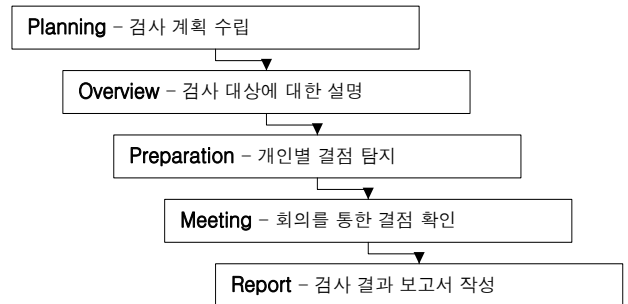 Planning – 검사 계획 수립
Overview – 검사 대상에 대한 설명
Preparation – 개인별 결점 탐지
Meeting – 회의를 통한 결점 확인
Report – 검사 결과 보고서 작성